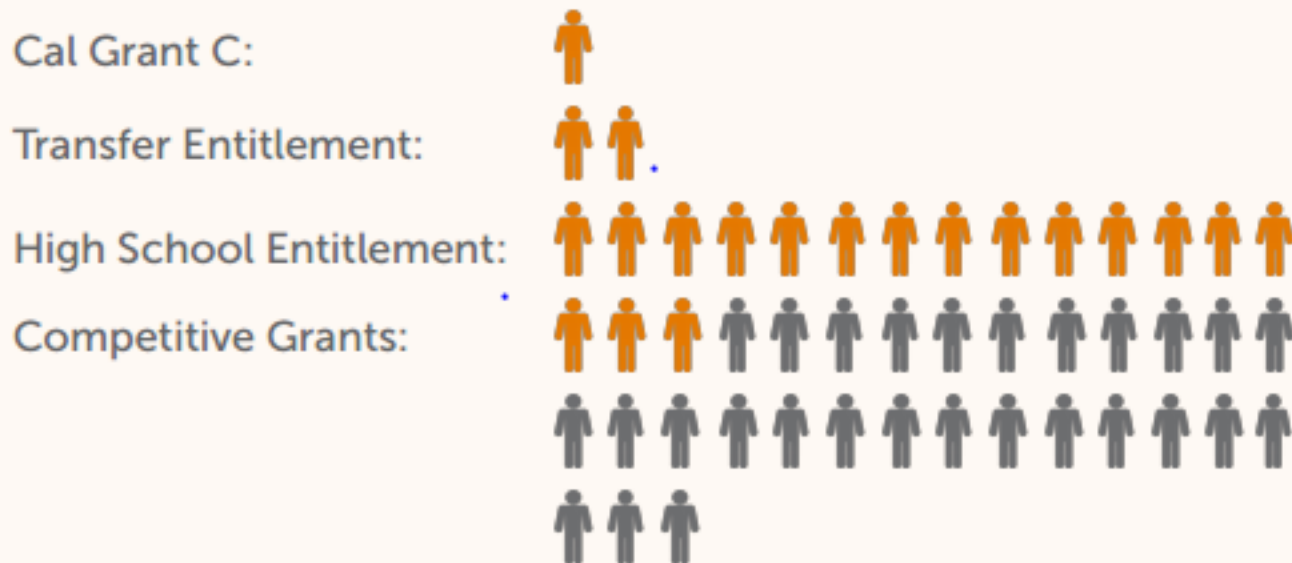 Cal Grant C:
Transfer Entitlement:
High School Entitlement:
Competitive Grants: